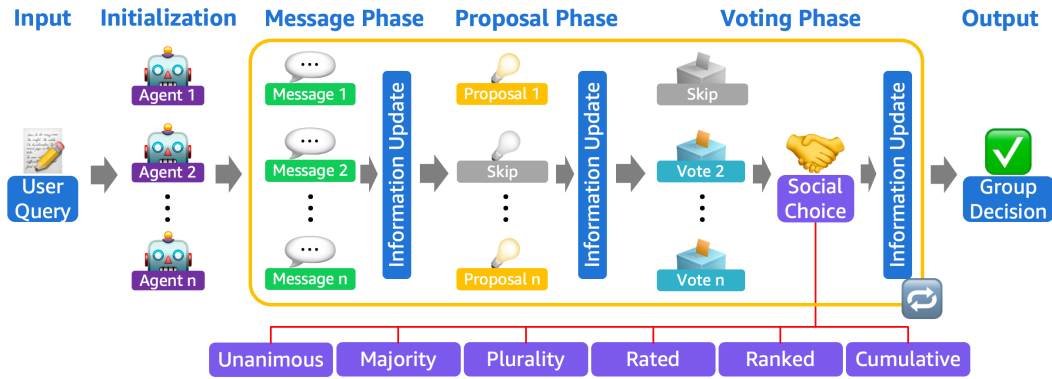 Input
Initialization
Message Phase
Proposal Phase
Voting Phase
Output
Agent 1
Message 1
Proposal 1
Skip
Agent 2
Message 2
Skip
Vote 2
User
Query
Information Update
Information Update
Social
Choice
Information Update
Group
Decision
Agent n
Message n
Proposal n
Vote n
Unanimous
Majority
Plurality
Rated
Ranked
Cumulative